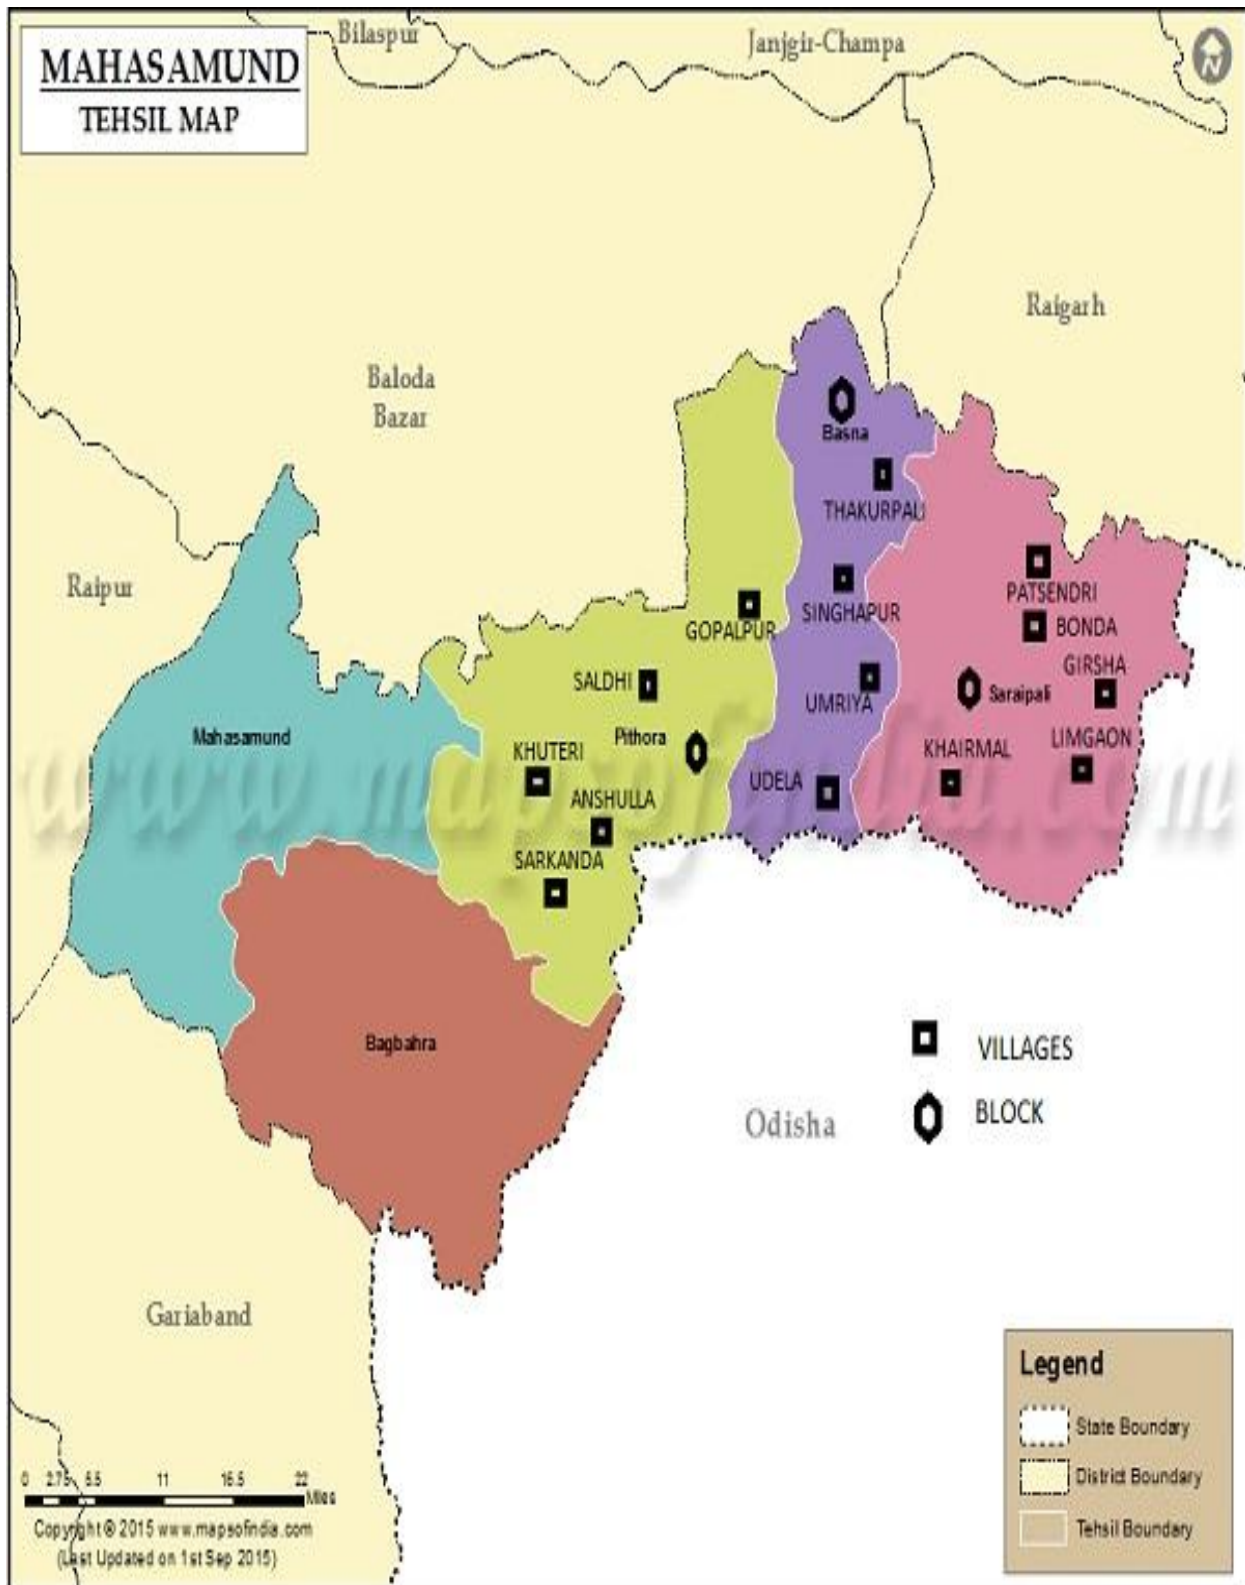 MAHASAMUND
TEHSIL MAP
Bilaspur
Janjgir-Champa
N
Raigarh
Baloda
Bazar
Raipur
Basna
THAKURPALI
PATSENDRI
SINGHAPUR
GOPALPUR
BONDA
GIRSHA
SALDHI
UMRIYA
Saraipali
Mahasamund
KHUTERI
Pithora
KHAIRMAL
LIMGAON
ANSHULLA
UDELA
www.mapsofindia.com
SARKANDA
Bagbahra
VILLAGES
BLOCK
Odisha
Gariaband
Legend
State Boundary
District Boundary
Tehsil Boundary
0 2.75 5.5 11 16.5 22
Miles
Copyright © 2015 www.mapsofindia.com
(Last Updated on 1st Sep 2015)